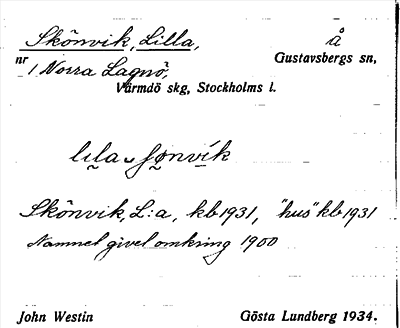 Skönvik, Lilla, å
nr 1 Norra Lagnö, Gustavsbergs sn,
Värmdö skg, Stockholms l.
lila ʃønvík
Skönvik, L:a, kb 1931, "hus" kb 1931
Namnet givet omkring 1900
John Westin Gösta Lundberg 1934.